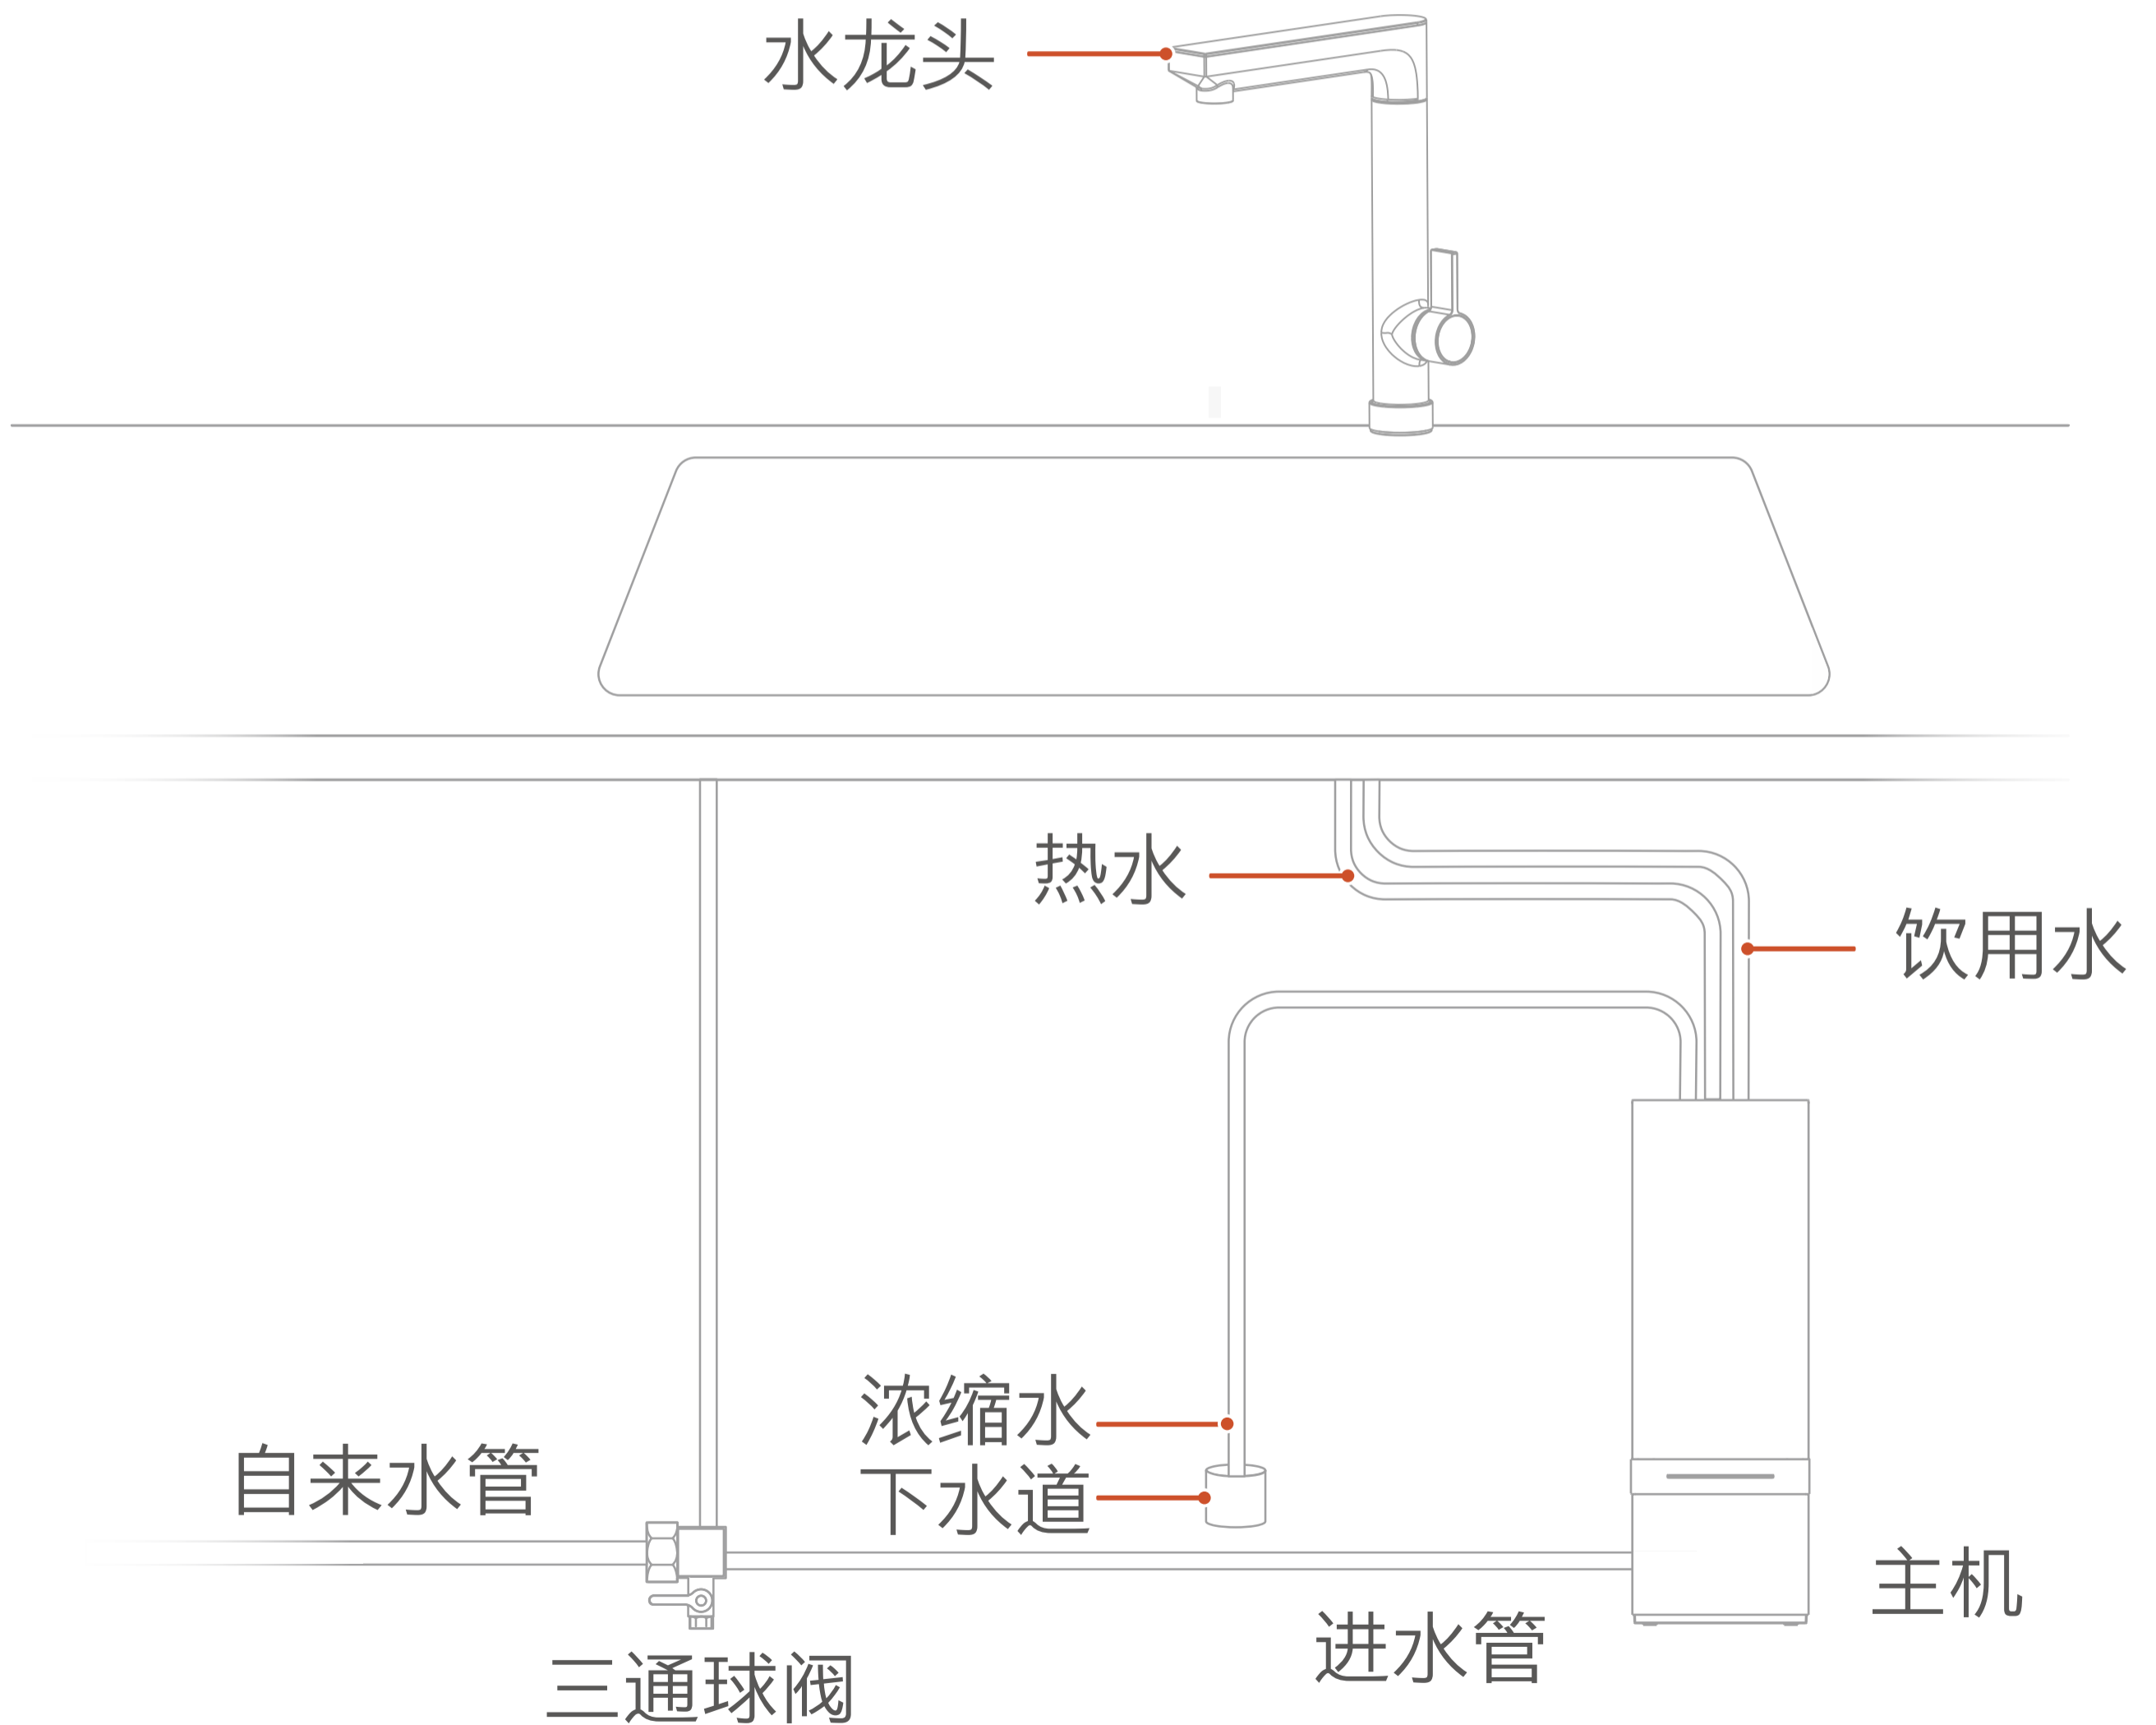 水龙头
热水
饮用水
浓缩水
下水道
自来水管
三通球阀
进水管
主机